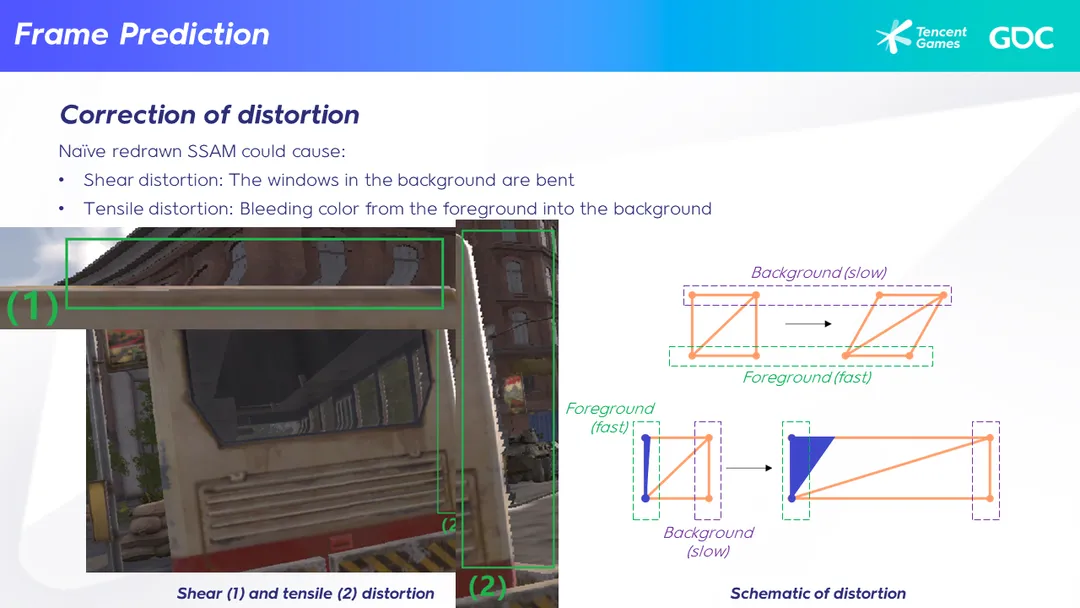 Frame Prediction
Tencent
Games
GDC
Correction of distortion
Naïve redrawn SSAM could cause:
• Shear distortion: The windows in the background are bent
• Tensile distortion: Bleeding color from the foreground into the background
(1)
(2
(2)
Shear (1) and tensile (2) distortion
Background (slow)
Foreground (fast)
Foreground
(fast)
Background
(slow)
Schematic of distortion